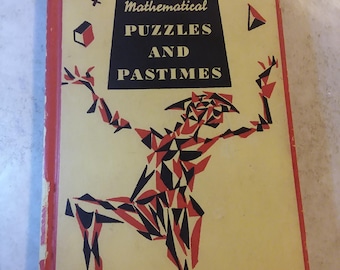 Mathematical
PUZZLES
AND
PASTIMES